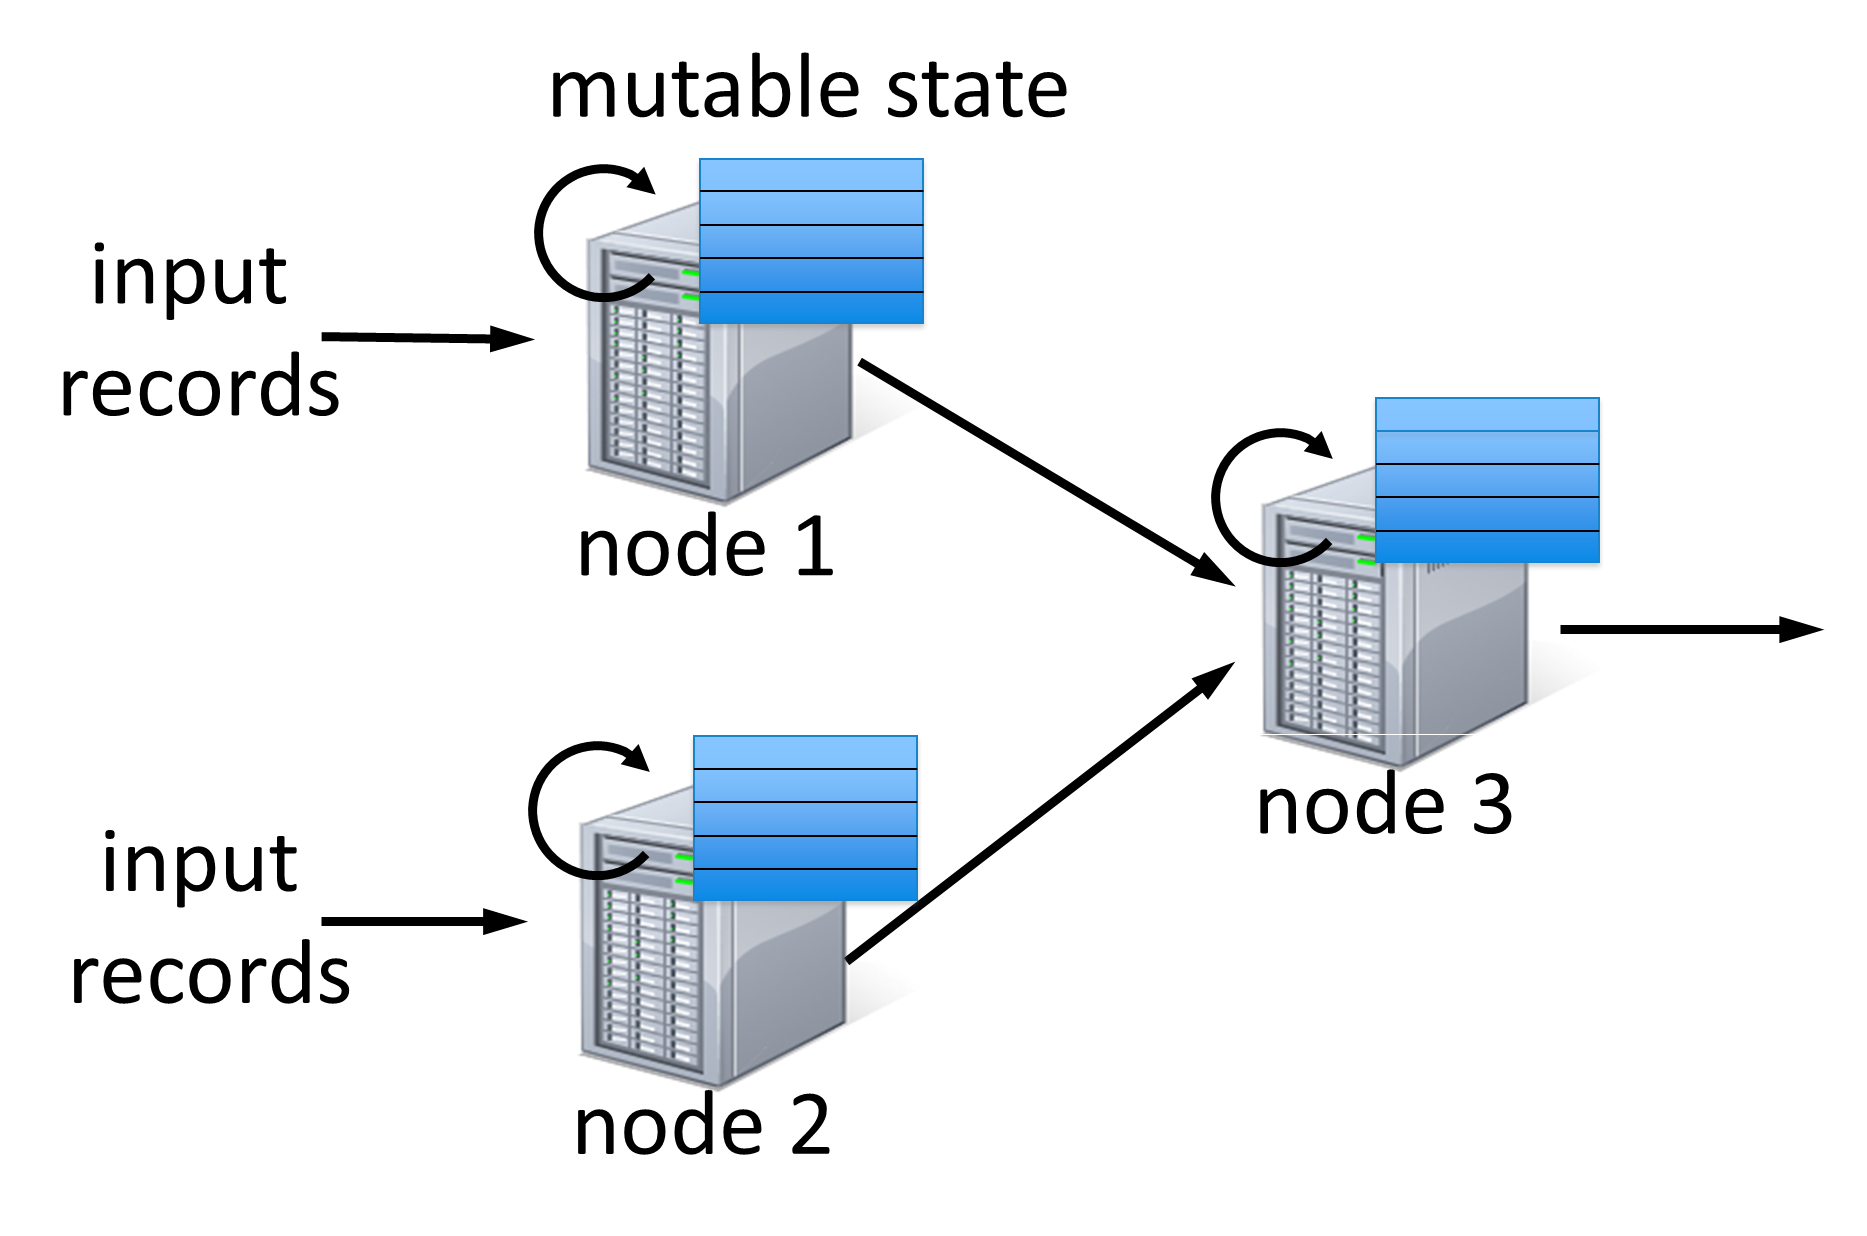 mutable state
input
records
node 1
node 3
input
records
node 2